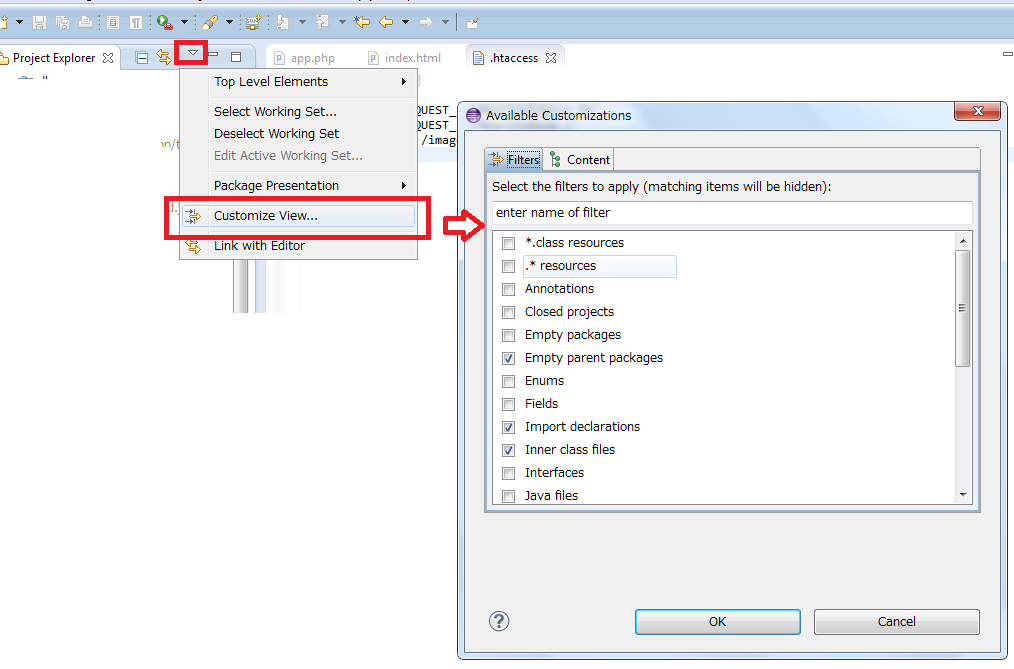 Project Explorer
app.php
index.html
.htaccess
Top Level Elements
Select Working Set...
Deselect Working Set
Edit Active Working Set...
Package Presentation
Customize View...
Link with Editor
QUEST_
QUEST_
/imag
Available Customizations
Filters
Content
Select the filters to apply (matching items will be hidden):
enter name of filter
*.class resources
.* resources
Annotations
Closed projects
Empty packages
Empty parent packages
Enums
Fields
Import declarations
Inner class files
Interfaces
Java files
OK
Cancel